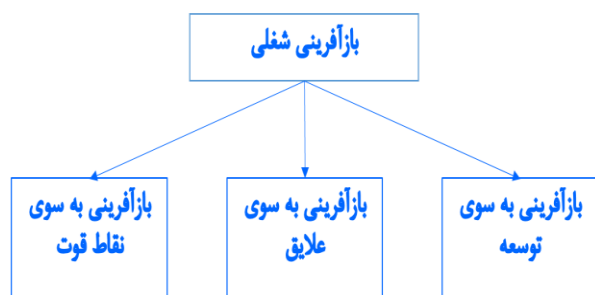 بازآفرینی شغلی
بازآفرینی به سوی
توسعه
بازآفرینی به سوی
علایق
بازآفرینی به سوی
نقاط قوت